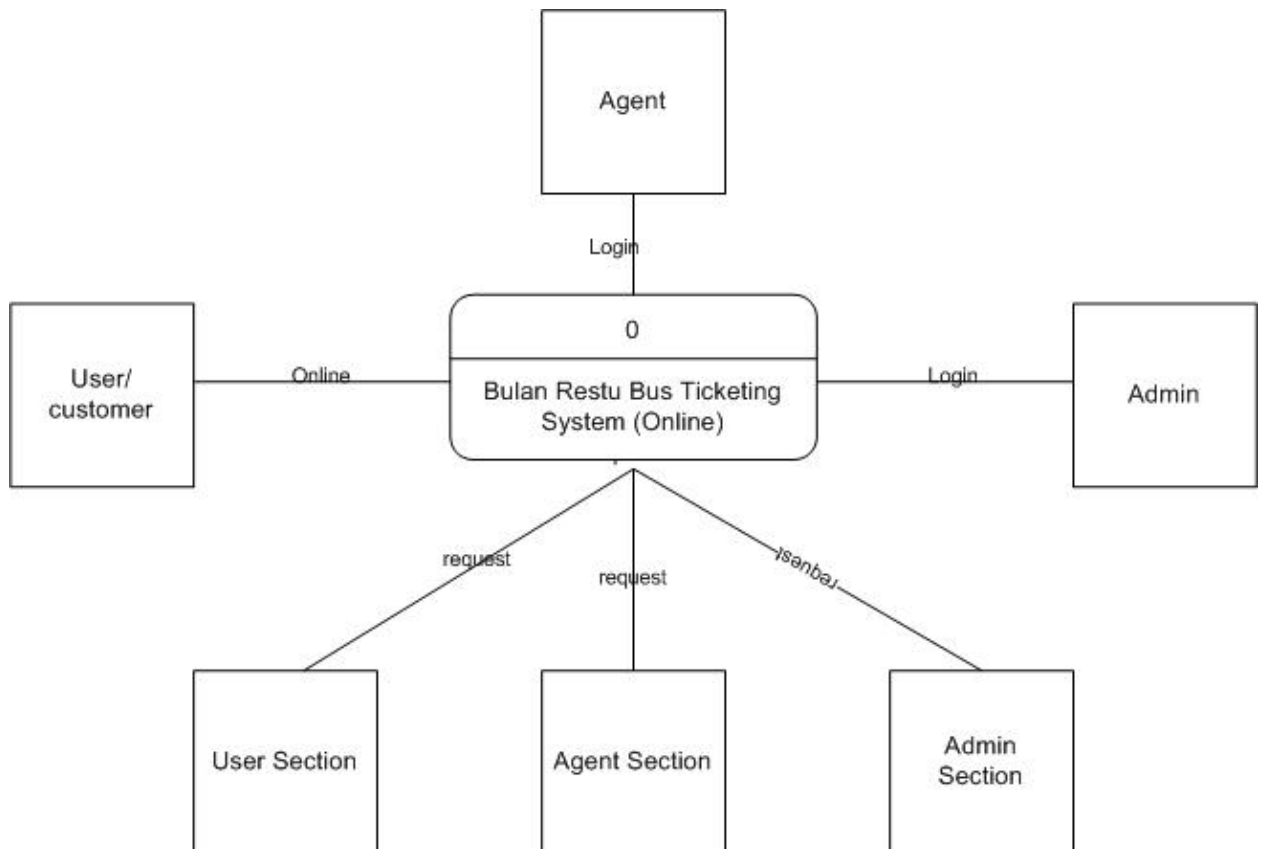 Agent
Login
0
User/
customer
Online
Bulan Restu Bus Ticketing
System (Online)
Login
Admin
request
request
request
User Section
Agent Section
Admin
Section